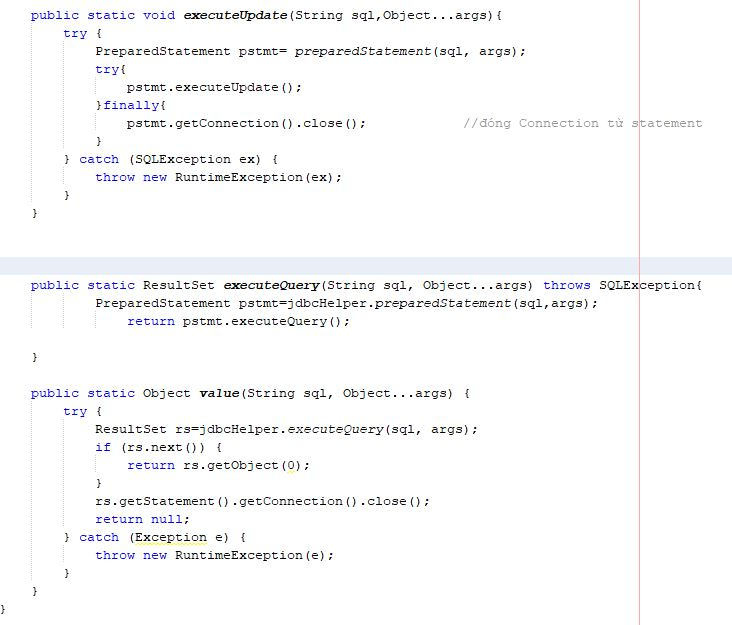 public static void executeUpdate(String sql,Object...args){
try {
PreparedStatement pstmt= preparedStatement(sql, args);
try{
pstmt.executeUpdate();
}finally{
pstmt.getConnection().close();            //đóng Connection từ statement
}
} catch (SQLException ex) {
throw new RuntimeException(ex);
}
}
public static ResultSet executeQuery(String sql, Object...args) throws SQLException{
PreparedStatement pstmt=jdbcHelper.preparedStatement(sql,args);
return pstmt.executeQuery();
}
public static Object value(String sql, Object...args) {
try {
ResultSet rs=jdbcHelper.executeQuery(sql, args);
if (rs.next()) {
return rs.getObject(0);
}
rs.getStatement().getConnection().close();
return null;
} catch (Exception e) {
throw new RuntimeException(e);
}
}
}